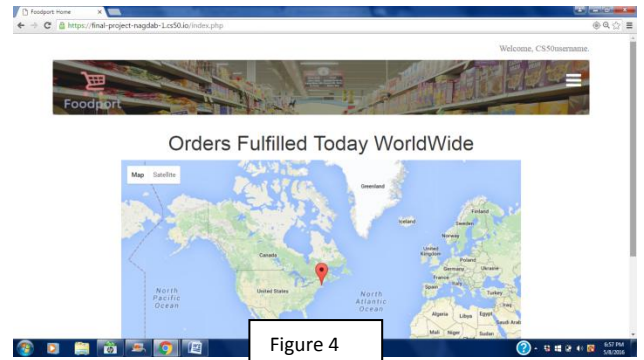 Foodport Home
https://final-project-nagdab-1.cs50.io/index.php
Welcome, CS50username.
Foodport
Orders Fulfilled Today WorldWide
Map Satellite
Greenland
Iceland
Finland
Sweden
Norway
Canada
United Kingdom
Poland
Germany
Ukraine
France
Italy
Spain
Turkey
United States
North Pacific Ocean
North Atlantic Ocean
Iraq
Algeria
Libya
Egypt
Saudi Arab
Mali
Niger
Sudan
Figure 4
6:57 PM
5/8/2016